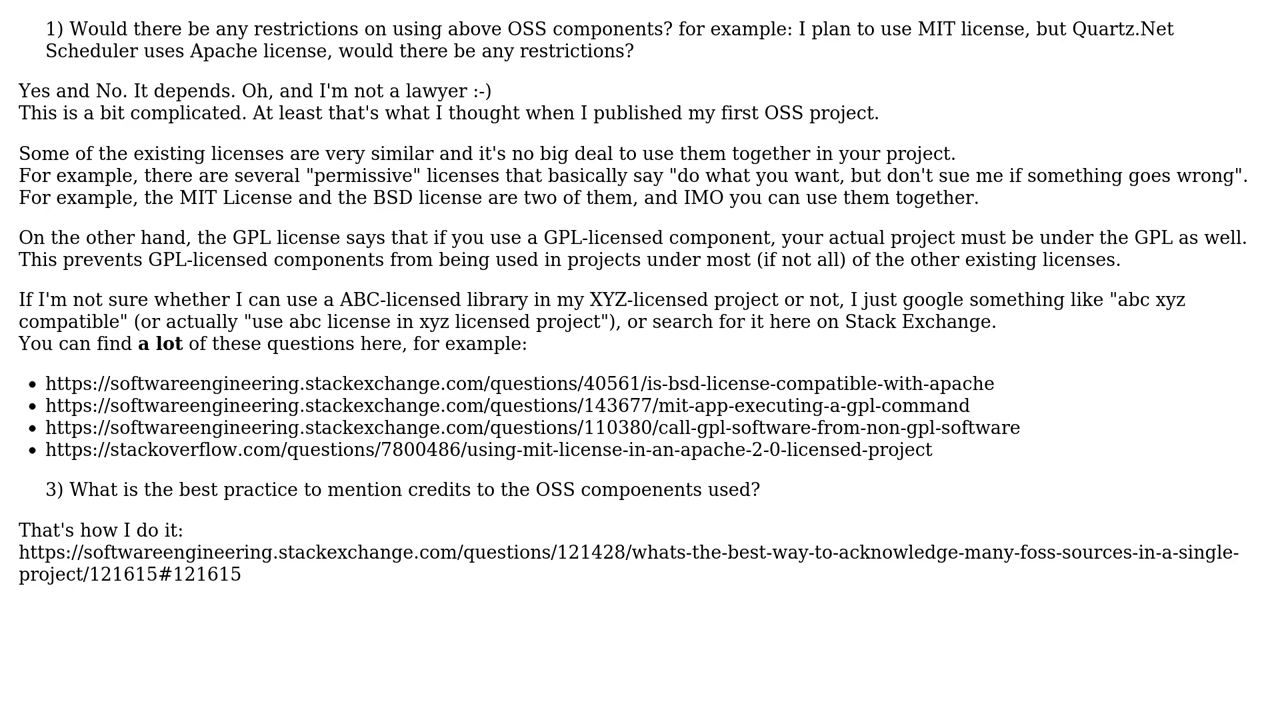 1) Would there be any restrictions on using above OSS components? for example: I plan to use MIT license, but Quartz.Net
Scheduler uses Apache license, would there be any restrictions?
Yes and No. It depends. Oh, and I'm not a lawyer :-)
This is a bit complicated. At least that's what I thought when I published my first OSS project.
Some of the existing licenses are very similar and it's no big deal to use them together in your project.
For example, there are several "permissive" licenses that basically say "do what you want, but don't sue me if something goes wrong".
For example, the MIT License and the BSD license are two of them, and IMO you can use them together.
On the other hand, the GPL license says that if you use a GPL-licensed component, your actual project must be under the GPL as well.
This prevents GPL-licensed components from being used in projects under most (if not all) of the other existing licenses.
If I'm not sure whether I can use a ABC-licensed library in my XYZ-licensed project or not, I just google something like "abc xyz
compatible" (or actually "use abc license in xyz licensed project"), or search for it here on Stack Exchange.
You can find a lot of these questions here, for example:
• https://softwareengineering.stackexchange.com/questions/40561/is-bsd-license-compatible-with-apache
• https://softwareengineering.stackexchange.com/questions/143677/mit-app-executing-a-gpl-command
• https://softwareengineering.stackexchange.com/questions/110380/call-gpl-software-from-non-gpl-software
• https://stackoverflow.com/questions/7800486/using-mit-license-in-an-apache-2-0-licensed-project
3) What is the best practice to mention credits to the OSS compoenents used?
That's how I do it:
https://softwareengineering.stackexchange.com/questions/121428/whats-the-best-way-to-acknowledge-many-foss-sources-in-a-single-
project/121615#121615